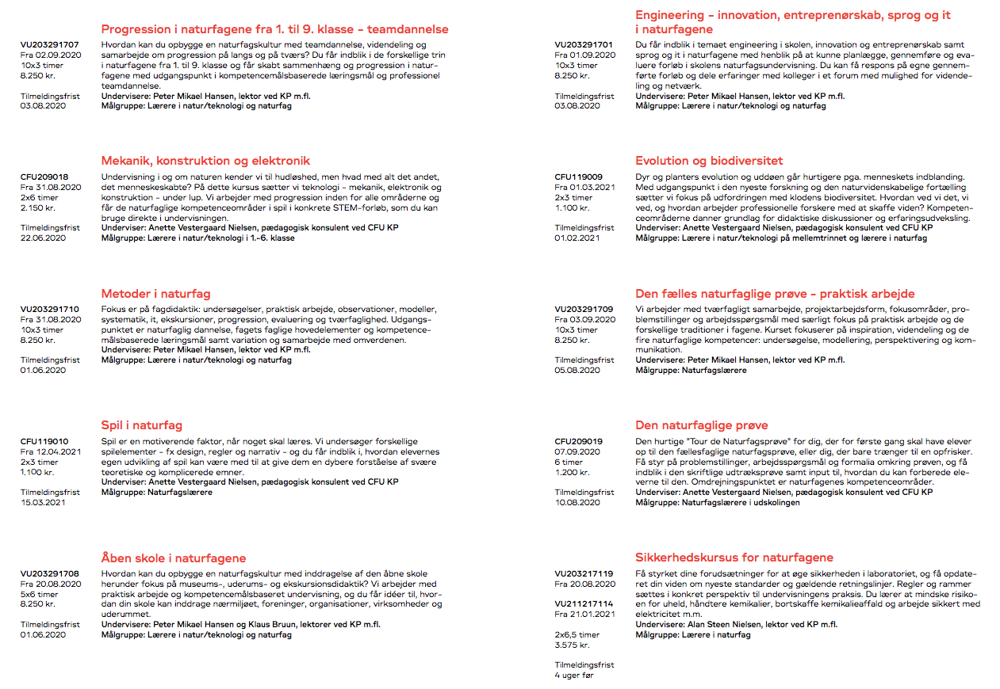 Progression i naturfagene fra 1. til 9. klasse – teamdannelse
VU203291707
Fra 02.09.2020
10x3 timer
8.250 kr.
Tilmeldingsfrist
03.08.2020
Hvordan kan du opbygge en naturfagskultur med teamdannelse, videndeling og
samarbejde om progression på langs og på tværs? Du får indblik i de forskellige trin
i naturfagene fra 1. til 9. klasse og får skabt sammenhæng og progression i natur-
fagene med udgangspunkt i kompetencemålsbaserede læringsmål og professionel
teamdannelse.
Undervisere: Peter Mikael Hansen, lektor ved KP m.fl.
Målgruppe: Lærere i natur/teknologi og naturfag
Mekanik, konstruktion og elektronik
CFU209018
Fra 31.08.2020
2x6 timer
2.150 kr.
Tilmeldingsfrist
22.06.2020
Undervisning i og om naturen kender vi til hudløshed, men hvad med alt det andet,
det menneskeskabte? På dette kursus sætter vi teknologi – mekanik, elektronik og
konstruktion – under lup. Vi arbejder med progression inden for alle områderne og
får de naturfaglige kompetenceområder i spil i konkrete STEM-forløb, som du kan
bruge direkte i undervisningen.
Underviser: Anette Vestergaard Nielsen, pædagogisk konsulent ved CFU KP
Målgruppe: Lærere i natur/teknologi i 1.-6. klasse
Metoder i naturfag
VU203291710
Fra 31.08.2020
10x3 timer
8.250 kr.
Tilmeldingsfrist
01.06.2020
Fokus er på fagdidaktik: undersøgelser, praktisk arbejde, observationer, modeller,
systematik, it, ekskursioner, progression, evaluering og tværfaglighed. Udgangs-
punktet er naturfaglig dannelse, fagets faglige hovedelementer og kompetence-
målsbaserede læringsmål samt variation og samarbejde med omverdenen.
Undervisere: Peter Mikael Hansen, lektor ved KP m.fl.
Målgruppe: Lærere i natur/teknologi og naturfag
Spil i naturfag
CFU119010
Fra 12.04.2021
2x3 timer
1.100 kr.
Tilmeldingsfrist
15.03.2021
Spil er en motiverende faktor, når noget skal læres. Vi undersøger forskellige
spilelementer – fx design, regler og narrativ – og du får indblik i, hvordan elevernes
egen udvikling af spil kan være med til at give dem en dybere forståelse af svære
teoretiske og komplicerede emner.
Underviser: Anette Vestergaard Nielsen, pædagogisk konsulent ved CFU KP
Målgruppe: Naturfagslærere
Åben skole i naturfagene
VU203291708
Fra 20.08.2020
5x6 timer
8.250 kr.
Tilmeldingsfrist
01.06.2020
Hvordan kan du opbygge en naturfagskultur med inddragelse af den åbne skole
herunder fokus på museums-, uderums- og ekskursionsdidaktik? Vi arbejder med
praktisk arbejde og kompetencemålsbaseret undervisning, og du får idéer til, hvor-
dan din skole kan inddrage nærmiljøet, foreninger, organisationer, virksomheder og
uderummet.
Undervisere: Peter Mikael Hansen og Klaus Bruun, lektorer ved KP m.fl.
Målgruppe: Lærere i natur/teknologi og naturfag
Engineering – innovation, entreprenørskab, sprog og it
i naturfagene
VU203291701
Fra 01.09.2020
10x3 timer
8.250 kr.
Tilmeldingsfrist
03.08.2020
Du får indblik i temaet engineering i skolen, innovation og entreprenørskab samt
sprog og it i naturfagene med henblik på at kunne planlægge, gennemføre og eva-
luere forløb i skolens naturfagsundervisning. Du kan få respons på egne gennem-
førte forløb og dele erfaringer med kolleger i et forum med mulighed for vidende-
ling og netværk.
Undervisere: Peter Mikael Hansen, lektor ved KP m.fl.
Målgruppe: Lærere i natur/teknologi og naturfag
Evolution og biodiversitet
CFU119009
Fra 01.03.2021
2x3 timer
1.100 kr.
Tilmeldingsfrist
01.02.2021
Dyr og planters evolution og uddøen går hurtigere pga. menneskets indblanding.
Med udgangspunkt i den nyeste forskning og den naturvidenskabelige fortælling
sætter vi fokus på udfordringen med klodens biodiversitet. Hvordan ved vi det, vi
ved, og hvordan arbejder professionelle forskere med at skaffe viden? Kompeten-
ceområderne danner grundlag for didaktiske diskussioner og erfaringsudveksling.
Underviser: Anette Vestergaard Nielsen, pædagogisk konsulent ved CFU KP
Målgruppe: Lærere i natur/teknologi på mellemtrinnet og lærere i naturfag
Den fælles naturfaglige prøve – praktisk arbejde
VU203291709
Fra 03.09.2020
10x3 timer
8.250 kr.
Tilmeldingsfrist
05.08.2020
Vi arbejder med tværfagligt samarbejde, projektarbejdsform, fokusområder, pro-
blemstillinger og arbejdsspørgsmål med særligt fokus på praktisk arbejde og de
forskellige traditioner i fagene. Kurset fokuserer på inspiration, videndeling og de
fire naturfaglige kompetencer: undersøgelse, modellering, perspektivering og kom-
munikation.
Undervisere: Peter Mikael Hansen, lektor ved KP m.fl.
Målgruppe: Naturfagslærere
Den naturfaglige prøve
CFU209019
07.09.2020
6 timer
1.200 kr.
Tilmeldingsfrist
10.08.2020
Den hurtige "Tour de Naturfagsprøve" for dig, der for første gang skal have elever
op til den fællesfaglige naturfagsprøve, eller dig, der bare trænger til en opfrisker.
Få styr på problemstillinger, arbejdsspørgsmål og formalia omkring prøven, og få
indblik i den skriftlige udtræksprøve samt input til, hvordan du kan forberede ele-
verne til den. Omdrejningspunktet er naturfagenes kompetenceområder.
Underviser: Anette Vestergaard Nielsen, pædagogisk konsulent ved CFU KP
Målgruppe: Naturfagslærere i udskolingen
Sikkerhedskursus for naturfagene
VU203217119
Fra 20.08.2020
VU211217114
Fra 21.01.2021
2x6,5 timer
3.575 kr.
Tilmeldingsfrist
4 uger før
Få styrket dine forudsætninger for at øge sikkerheden i laboratoriet, og få opdate-
ret din viden om nyeste standarder og gældende retningslinjer. Regler og rammer
sættes i konkret perspektiv til undervisningens praksis. Du lærer at mindske risiko-
en for uheld, håndtere kemikalier, bortskaffe kemikalieaffald og arbejde sikkert med
elektricitet m.m.
Undervisere: Alan Steen Nielsen, lektor ved KP m.fl.
Målgruppe: Lærere i naturfag